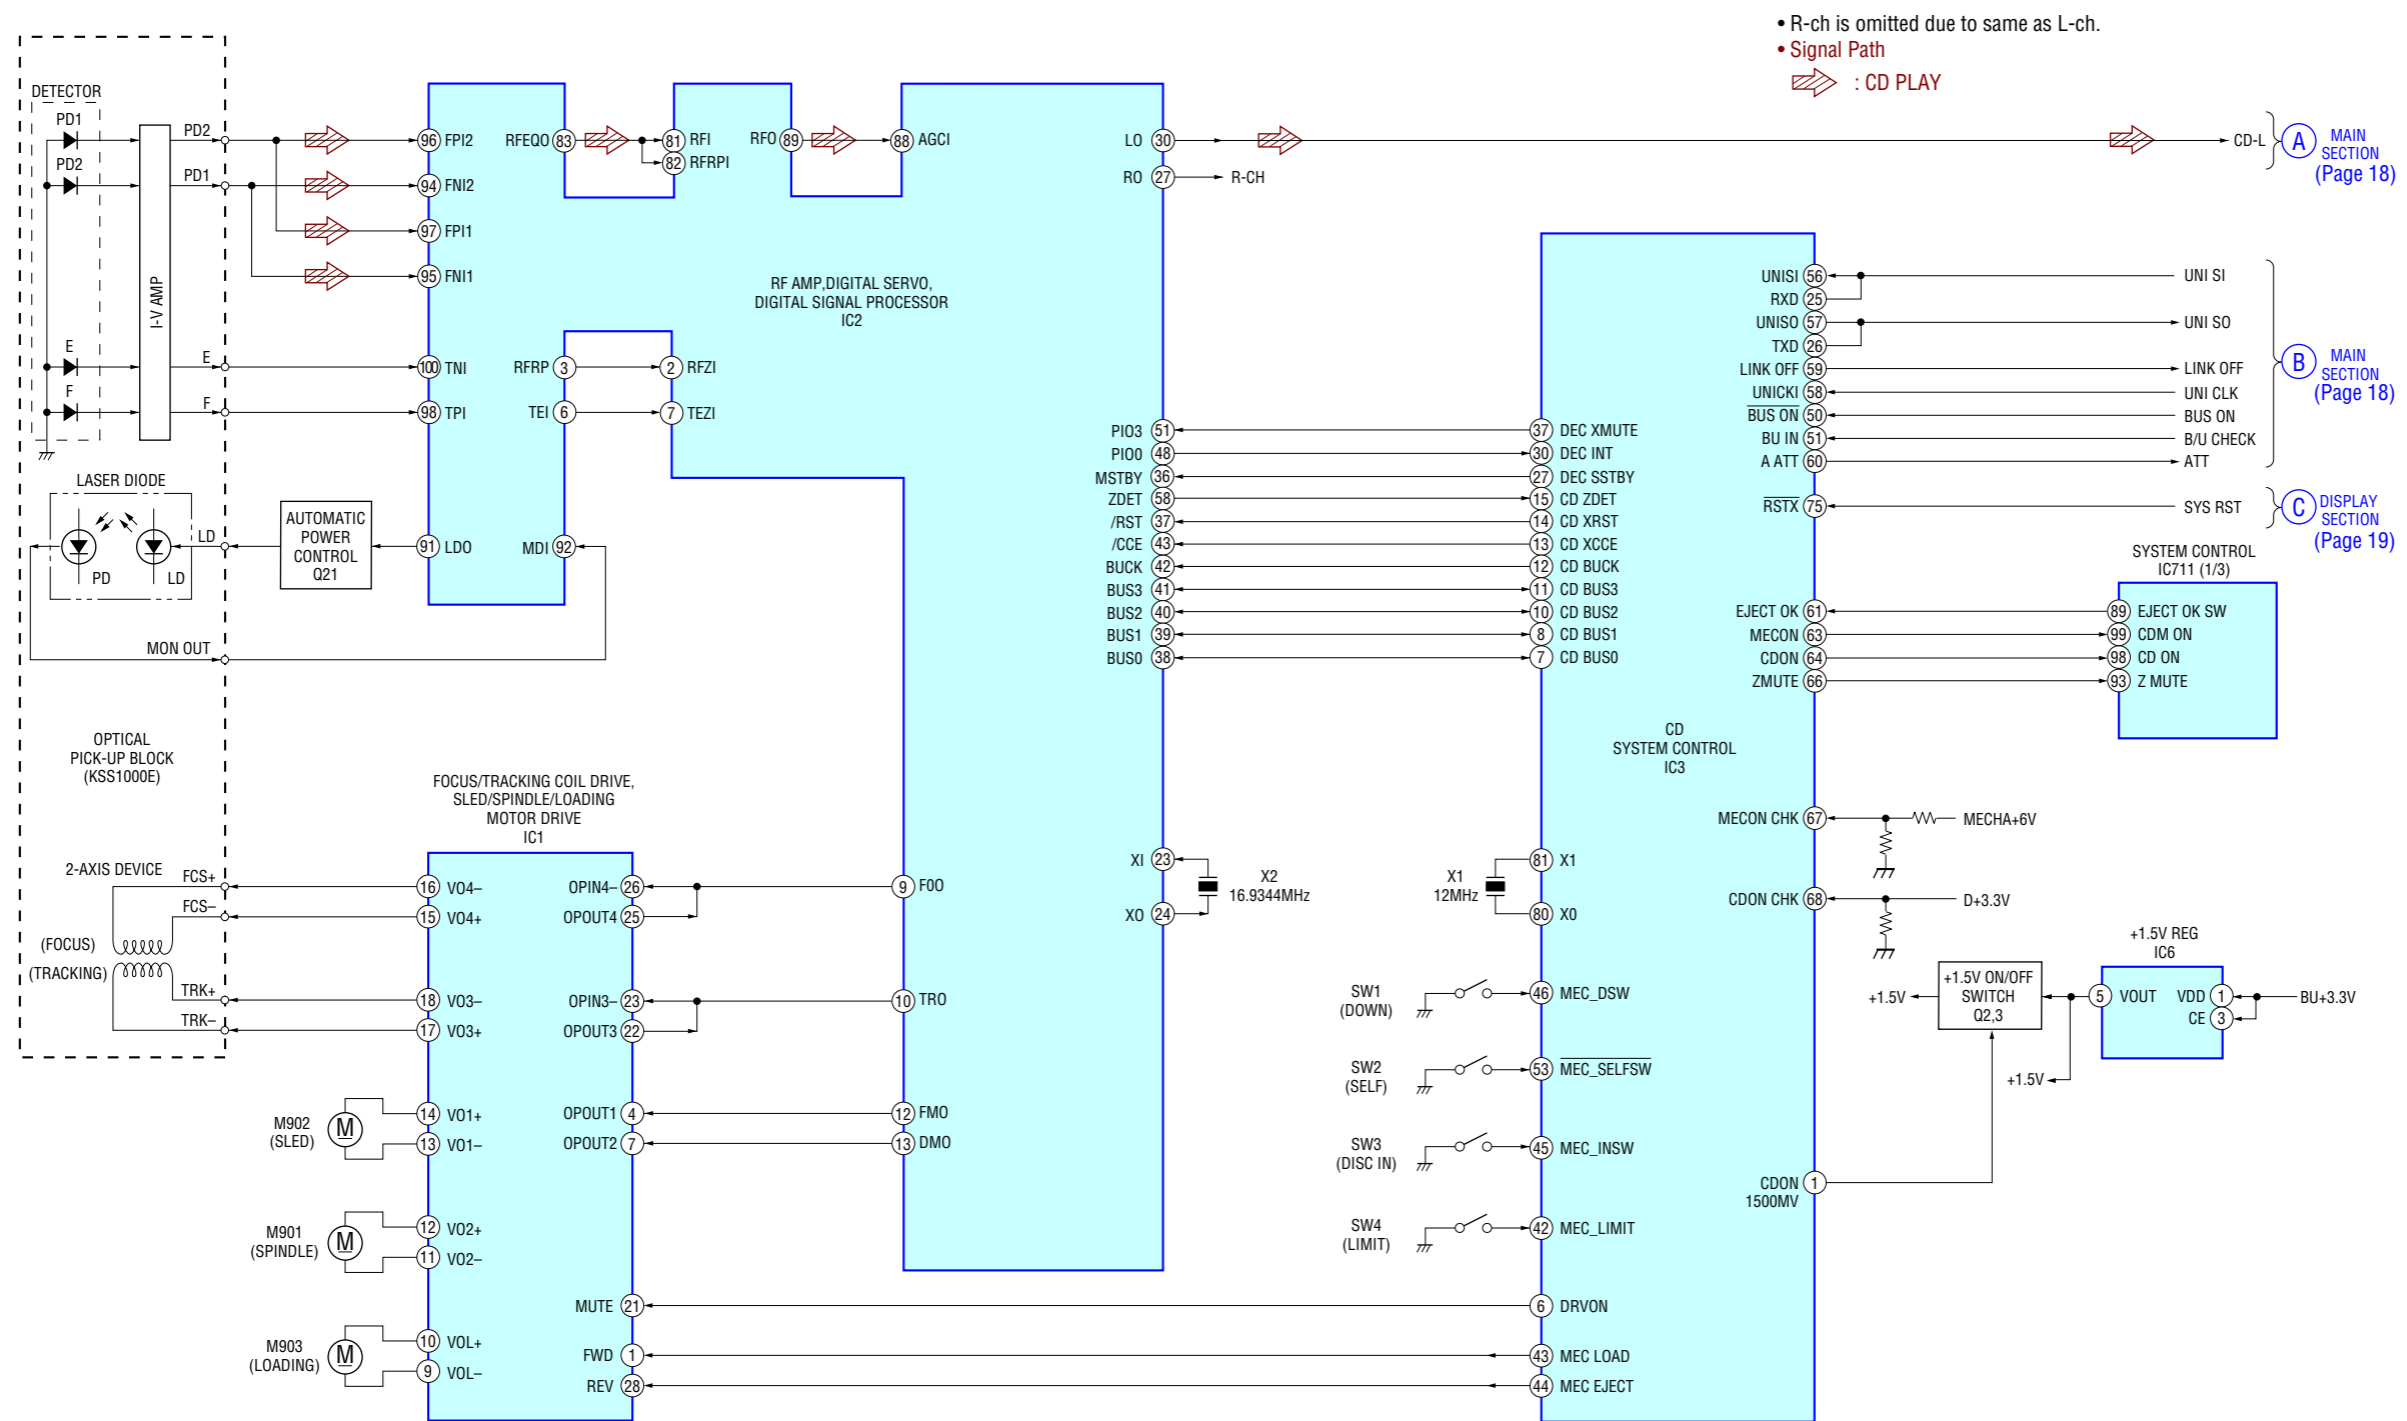 • R-ch is omitted due to same as L-ch.
• Signal Path
: CD PLAY
DETECTOR
PD1
PD2
E
F
I-V AMP
PD2
PD1
E
F
LASER DIODE
PD
LD
LD
MON OUT
AUTOMATIC
POWER
CONTROL
Q21
OPTICAL
PICK-UP BLOCK
(KSS1000E)
2-AXIS DEVICE
FCS+
FCS–
(FOCUS)
(TRACKING)
TRK+
TRK–
96 FPI2
94 FNI2
97 FPI1
95 FNI1
100 TNI
98 TPI
91 LDO
RFEQO 83
81 RFI
82 RFRPI
RFO 89
88 AGCI
RFRP 3
2 RFZI
TEI 6
7 TEZI
MDI 92
RF AMP,DIGITAL SERVO,
DIGITAL SIGNAL PROCESSOR
IC2
LO 30
RO 27
R-CH
CD-L
A MAIN
SECTION
(Page 18)
PIO3 51
PIO0 48
MSTBY 36
ZDET 58
/RST 37
/CCE 43
BUCK 42
BUS3 41
BUS2 40
BUS1 39
BUS0 38
XI 23
XO 24
X2
16.9344MHz
9 FOO
10 TRO
12 FMO
13 DMO
FOCUS/TRACKING COIL DRIVE,
SLED/SPINDLE/LOADING
MOTOR DRIVE
IC1
16 VO4–
15 VO4+
18 VO3–
17 VO3+
14 VO1+
13 VO1–
12 VO2+
11 VO2–
10 VOL+
9 VOL–
OPIN4– 26
OPOUT4 25
OPIN3– 23
OPOUT3 22
OPOUT1 4
OPOUT2 7
MUTE 21
FWD 1
REV 28
M902
(SLED)
M
M901
(SPINDLE)
M
M903
(LOADING)
M
37 DEC XMUTE
30 DEC INT
27 DEC SSTBY
15 CD ZDET
14 CD XRST
13 CD XCCE
12 CD BUCK
11 CD BUS3
10 CD BUS2
8 CD BUS1
7 CD BUS0
CD
SYSTEM CONTROL
IC3
X1
12MHz
81 X1
80 X0
SW1
(DOWN)
46 MEC_DSW
SW2
(SELF)
53 MEC_SELFSW
SW3
(DISC IN)
45 MEC_INSW
SW4
(LIMIT)
42 MEC_LIMIT
6 DRVON
43 MEC LOAD
44 MEC EJECT
UNISI 56
RXD 25
UNISO 57
TXD 26
LINK OFF 59
UNICKI 58
BUS ON 50
BU IN 51
A ATT 60
RSTX 75
UNI SI
UNI SO
LINK OFF
UNI CLK
BUS ON
B/U CHECK
ATT
B MAIN
SECTION
(Page 18)
SYS RST
C DISPLAY
SECTION
(Page 19)
SYSTEM CONTROL
IC711 (1/3)
EJECT OK 61
MECON 63
CDON 64
ZMUTE 66
89 EJECT OK SW
99 CDM ON
98 CD ON
93 Z MUTE
MECON CHK 67
MECHA+6V
CDON CHK 68
D+3.3V
+1.5V REG
IC6
5 VOUT
VDD 1
CE 3
BU+3.3V
+1.5V ON/OFF
SWITCH
Q2,3
+1.5V
+1.5V
CDON 1
1500MV